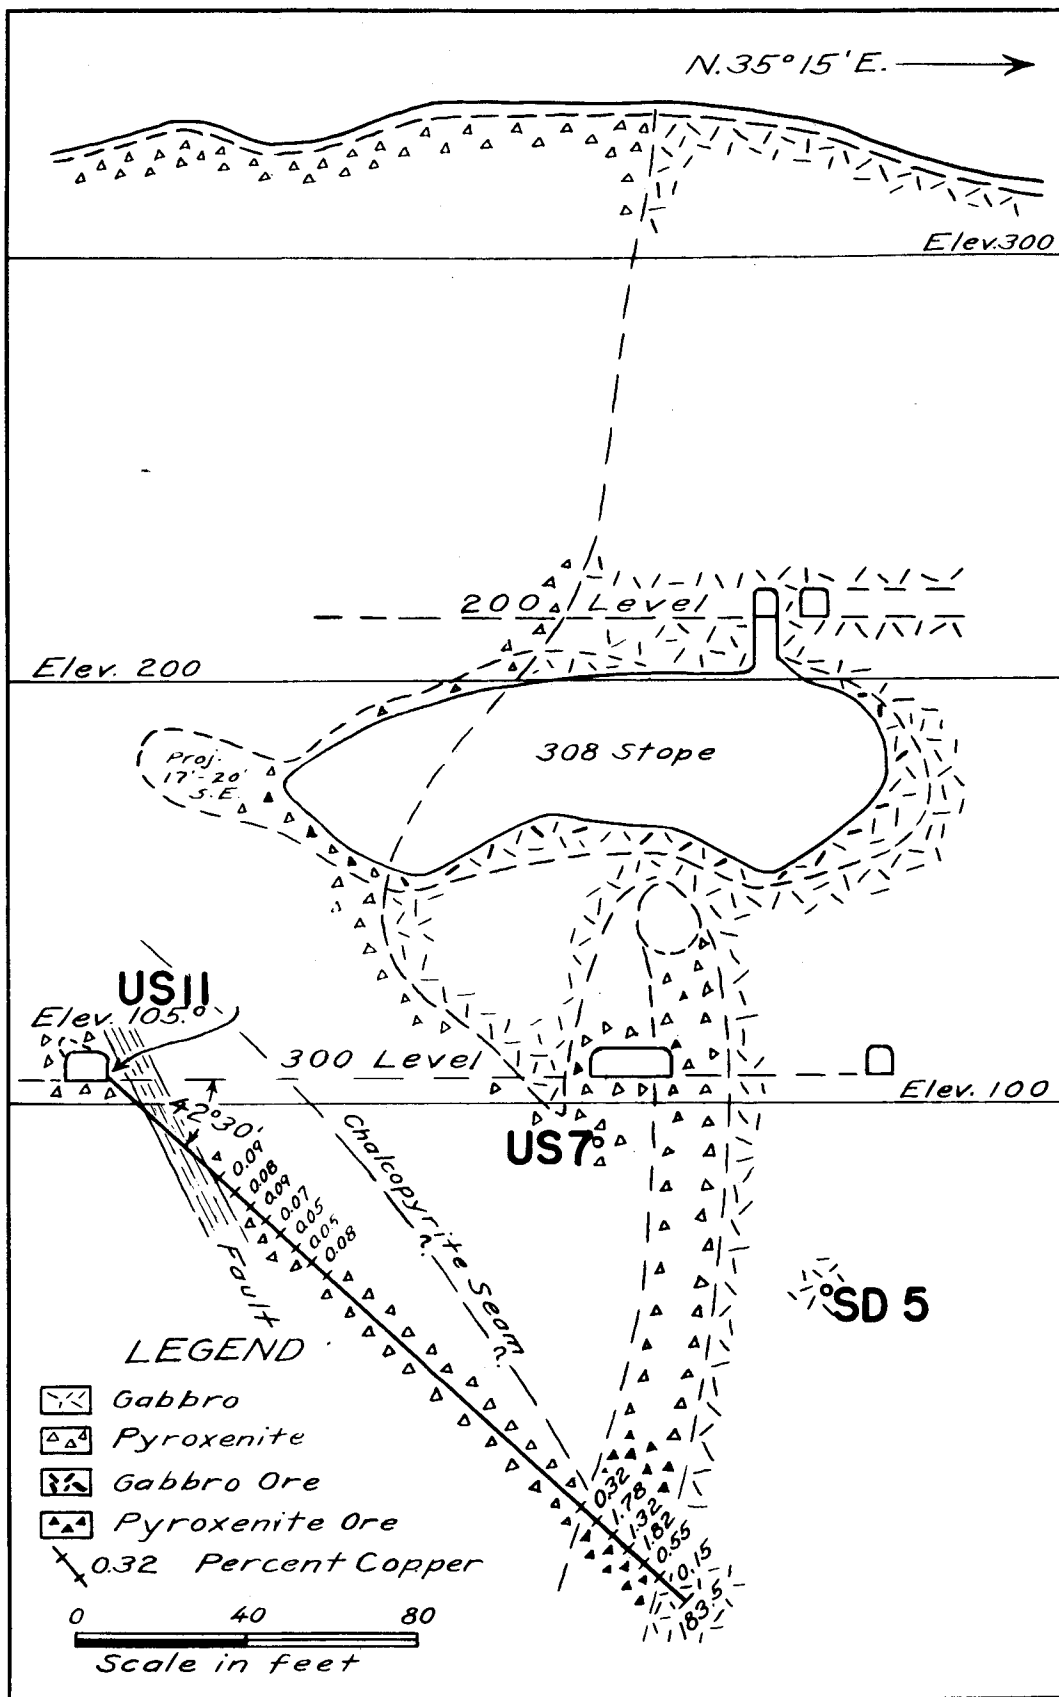 N.35°15'E.
Elev.300
200 Level
Elev. 200
Proj.
17'-20'
S.E.
308 Stope
US11
Elev. 105.°
300 Level
Elev. 100
42°30'
US7
0.09
0.08
0.09
0.07
0.05
0.05
0.08
Chalcopyrite Seam
?
?
Fault
SD 5
LEGEND
Gabbro
Pyroxenite
Gabbro Ore
Pyroxenite Ore
0.32 Percent Copper
0.32
1.78
1.32
1.82
0.55
0.15
183.5
0 40 80
Scale in feet